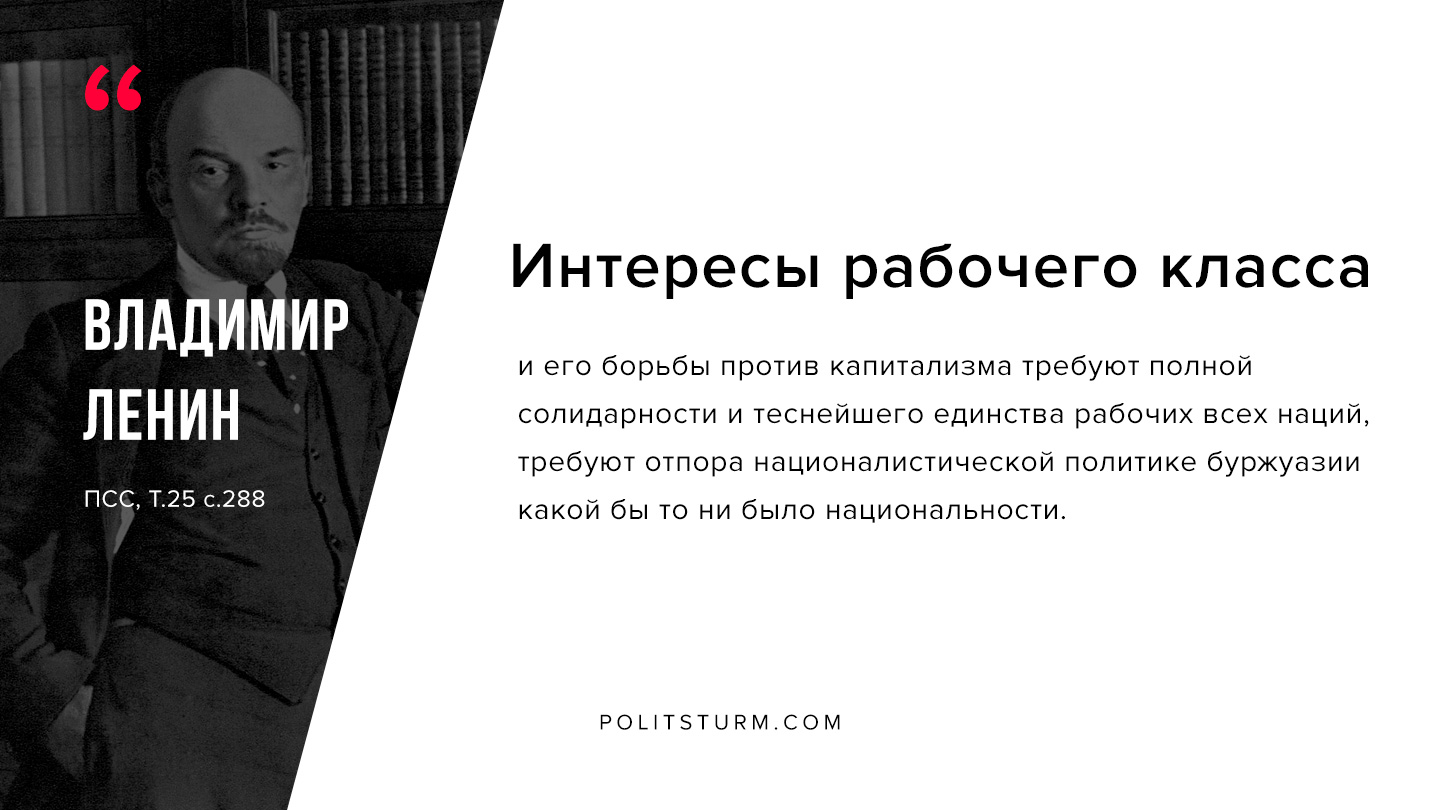 “
ВЛАДИМИР
ЛЕНИН
ПСС, Т.25 с.288
Интересы рабочего класса
и его борьбы против капитализма требуют полной
солидарности и теснейшего единства рабочих всех наций,
требуют отпора националистической политике буржуазии
какой бы то ни было национальности.
POLITSTURM.COM